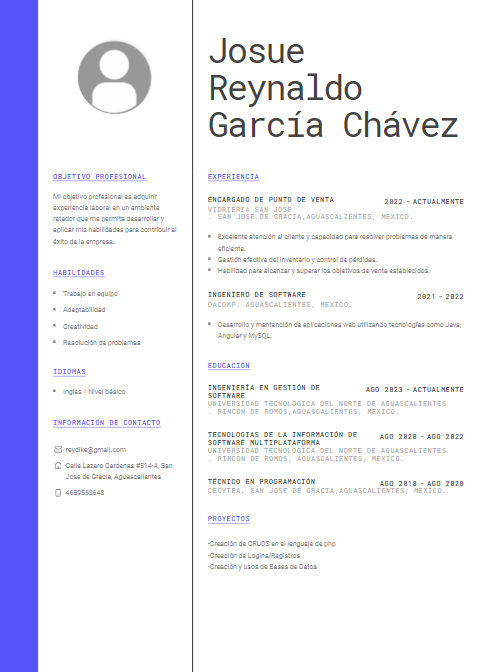 Josue
Reynaldo
García Chávez
OBJETIVO PROFESIONAL
Mi objetivo profesional es adquirir
experiencia laboral en un ambiente
retador que me permita desarrollar y
aplicar mis habilidades para contribuir al
éxito de la empresa.
HABILIDADES
Trabajo en equipo
Adaptabilidad
Creatividad
Resolución de problemas
IDIOMAS
Ingles | Nivel básico
INFORMACIÓN DE CONTACTO
reydike@gmail.com
Calle Lazaro Cardenas #514-A, San
Jose de Gracia, Aguascalientes
4659553648
EXPERIENCIA
ENCARGADO DE PUNTO DE VENTA 2022 – ACTUALMENTE
VIDRIERIA SAN JOSE
. SAN JOSE DE GRACIA,AGUASCALIENTES, MEXICO.
Excelente atención al cliente y capacidad para resolver problemas de manera
eficiente.
Gestión efectiva del inventario y control de pérdidas.
Habilidad para alcanzar y superar los objetivos de venta establecidos.
INGENIERO DE SOFTWARE 2021 – 2022
DACOMP. AGUASCALIENTES, MEXICO.
Desarrollo y mantención de aplicaciones web utilizando tecnologías como Java,
Angular y MySQL.
EDUCACIÓN
INGENIERÍA EN GESTIÓN DE SOFTWARE AGO 2023 – ACTUALMENTE
UNIVERSIDAD TECNOLOGICA DEL NORTE DE AGUASCALIENTES
. RINCON DE ROMOS,AGUASCALIENTES, MEXICO.
TECNOLOGIAS DE LA INFORMACIÓN DE SOFTWARE MULTIPLATAFORMA AGO 2020 – AGO 2022
UNIVERSIDAD TECNOLOGICA DEL NORTE DE AGUASCALIENTES
. RINCON DE ROMOS, AGUASCALIENTES, MEXICO.
TÉCNICO EN PROGRAMACIÓN AGO 2018 – AGO 2020
CECYTEA. SAN JOSE DE GRACIA,AGUASCALIENTES, MEXICO.
PROYECTOS
-Creación de CRUDS en el lenguaje de php
-Creación de Logins/Registros
-Creación y usos de Bases de Datos